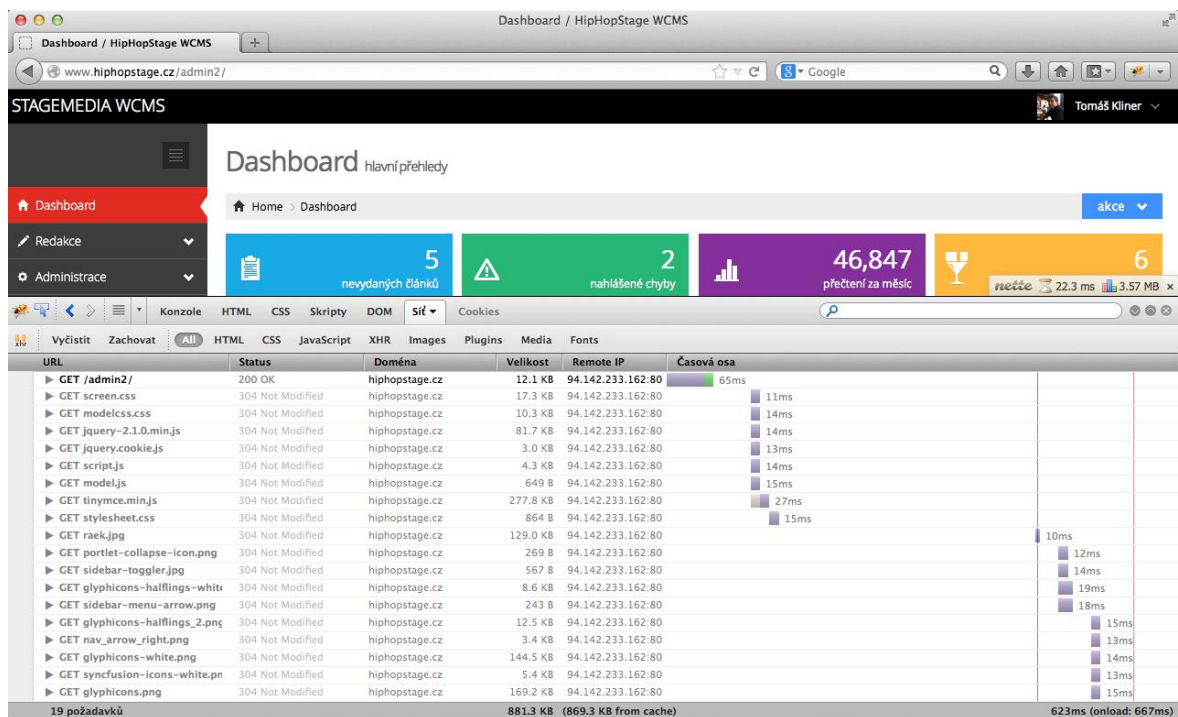 Dashboard / HipHopStage WCMS
Dashboard / HipHopStage WCMS
www.hiphopstage.cz/admin2/
Google
STAGEMEDIA WCMS
Tomáš Kliner
Dashboard hlavní přehledy
Dashboard
Home > Dashboard
akce
Redakce
Administrace
5
nevydaných článků
2
nahlášené chyby
46,847
přečtení za měsíc
6
nette 22.3 ms 3.57 MB ×
Konzole HTML CSS Skripty DOM Síť Cookies
Vyčistit Zachovat All HTML CSS JavaScript XHR Images Plugins Media Fonts
URL Status Doména Velikost Remote IP Časová osa
GET /admin2/ 200 OK hiphopstage.cz 12.1 KB 94.142.233.162:80 65ms
GET screen.css 304 Not Modified hiphopstage.cz 17.3 KB 94.142.233.162:80 11ms
GET modelcss.css 304 Not Modified hiphopstage.cz 10.3 KB 94.142.233.162:80 14ms
GET jquery-2.1.0.min.js 304 Not Modified hiphopstage.cz 81.7 KB 94.142.233.162:80 14ms
GET jquery.cookie.js 304 Not Modified hiphopstage.cz 3.0 KB 94.142.233.162:80 13ms
GET script.js 304 Not Modified hiphopstage.cz 4.3 KB 94.142.233.162:80 14ms
GET model.js 304 Not Modified hiphopstage.cz 649 B 94.142.233.162:80 15ms
GET tinymce.min.js 304 Not Modified hiphopstage.cz 277.8 KB 94.142.233.162:80 27ms
GET stylesheet.css 304 Not Modified hiphopstage.cz 864 B 94.142.233.162:80 15ms
GET raek.jpg 304 Not Modified hiphopstage.cz 129.0 KB 94.142.233.162:80 10ms
GET portlet-collapse-icon.png 304 Not Modified hiphopstage.cz 269 B 94.142.233.162:80 12ms
GET sidebar-toggler.jpg 304 Not Modified hiphopstage.cz 567 B 94.142.233.162:80 14ms
GET glyphicons-halflings-white 304 Not Modified hiphopstage.cz 8.6 KB 94.142.233.162:80 19ms
GET sidebar-menu-arrow.png 304 Not Modified hiphopstage.cz 243 B 94.142.233.162:80 18ms
GET glyphicons-halflings_2.png 304 Not Modified hiphopstage.cz 12.5 KB 94.142.233.162:80 15ms
GET nav_arrow_right.png 304 Not Modified hiphopstage.cz 3.4 KB 94.142.233.162:80 13ms
GET glyphicons-white.png 304 Not Modified hiphopstage.cz 144.5 KB 94.142.233.162:80 14ms
GET syncfusion-icons-white.pn 304 Not Modified hiphopstage.cz 5.4 KB 94.142.233.162:80 13ms
GET glyphicons.png 304 Not Modified hiphopstage.cz 169.2 KB 94.142.233.162:80 15ms
19 požadavků 881.3 KB (869.3 KB from cache) 623ms (onload: 667ms)